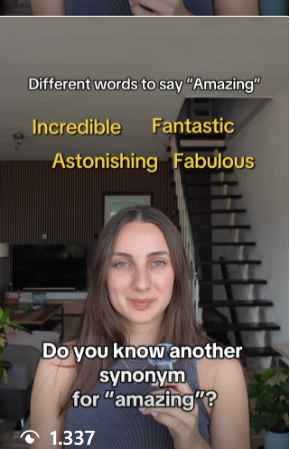 Different words to say “Amazing”
Incredible Fantastic
Astonishing Fabulous
Do you know another
synonym
for “amazing”?
1.337